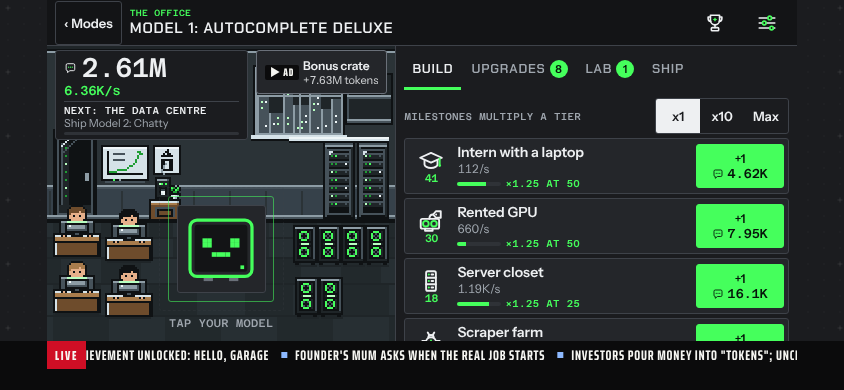 ‹ Modes
THE OFFICE
MODEL 1: AUTOCOMPLETE DELUXE
2.61M
6.36K/s
NEXT: THE DATA CENTRE
Ship Model 2: Chatty
AD
Bonus crate
+7.63M tokens
TAP YOUR MODEL
BUILD
UPGRADES 8
LAB 1
SHIP
MILESTONES MULTIPLY A TIER
x1
x10
Max
Intern with a laptop
112/s
41
×1.25 AT 50
+1
4.62K
Rented GPU
660/s
30
×1.25 AT 50
+1
7.95K
Server closet
1.19K/s
18
×1.25 AT 25
+1
16.1K
Scraper farm
+1
LIVE
IEVEMENT UNLOCKED: HELLO, GARAGE ■ FOUNDER'S MUM ASKS WHEN THE REAL JOB STARTS ■ INVESTORS POUR MONEY INTO "TOKENS"; UNCI